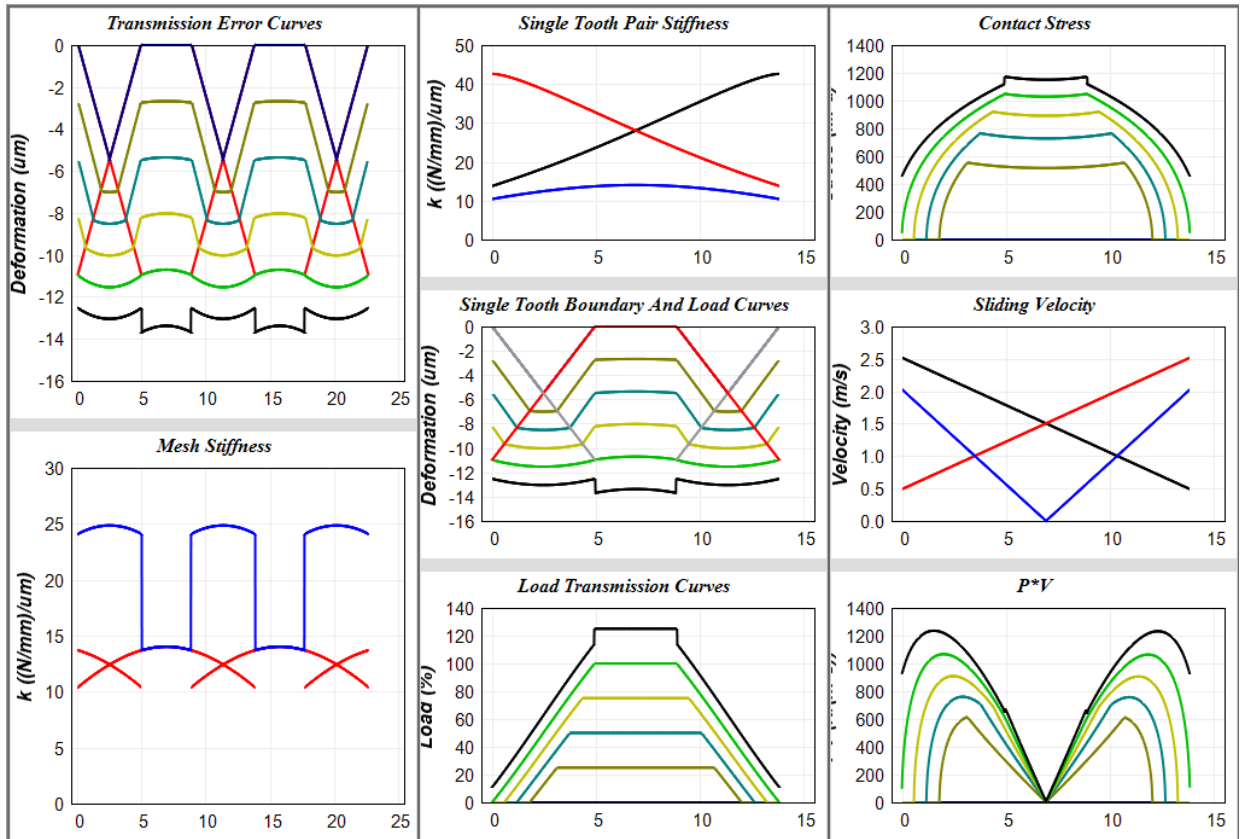 Transmission Error Curves
Deformation (um)
0
-2
-4
-6
-8
-10
-12
-14
-16
0 5 10 15 20 25
Mesh Stiffness
k ((N/mm)/um)
30
25
20
15
10
5
0
0 5 10 15 20 25
Single Tooth Pair Stiffness
k ((N/mm)/um)
50
40
30
20
10
0
0 5 10 15
Single Tooth Boundary And Load Curves
Deformation (um)
0
-2
-4
-6
-8
-10
-12
-14
-16
0 5 10 15
Load Transmission Curves
Load (%)
140
120
100
80
60
40
20
0
0 5 10 15
Contact Stress
1400
1200
1000
800
600
400
200
0
0 5 10 15
Sliding Velocity
Velocity (m/s)
3.0
2.5
2.0
1.5
1.0
0.5
0.0
0 5 10 15
P*V
1400
1200
1000
800
600
400
200
0
0 5 10 15